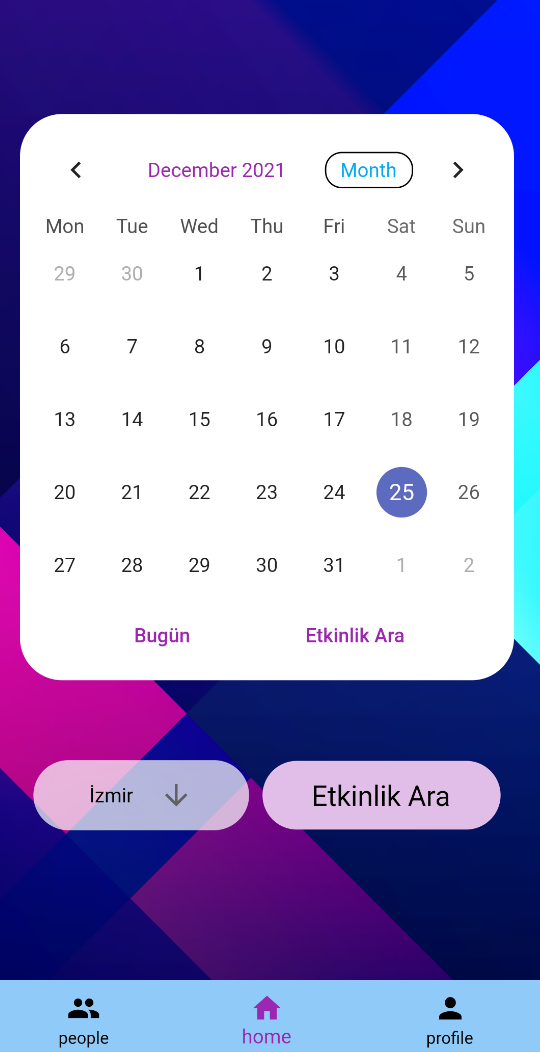 December 2021 Month
Mon Tue Wed Thu Fri Sat Sun
29 30 1 2 3 4 5
6 7 8 9 10 11 12
13 14 15 16 17 18 19
20 21 22 23 24 25 26
27 28 29 30 31 1 2
Bugün Etkinlik Ara
İzmir Etkinlik Ara
people home profile